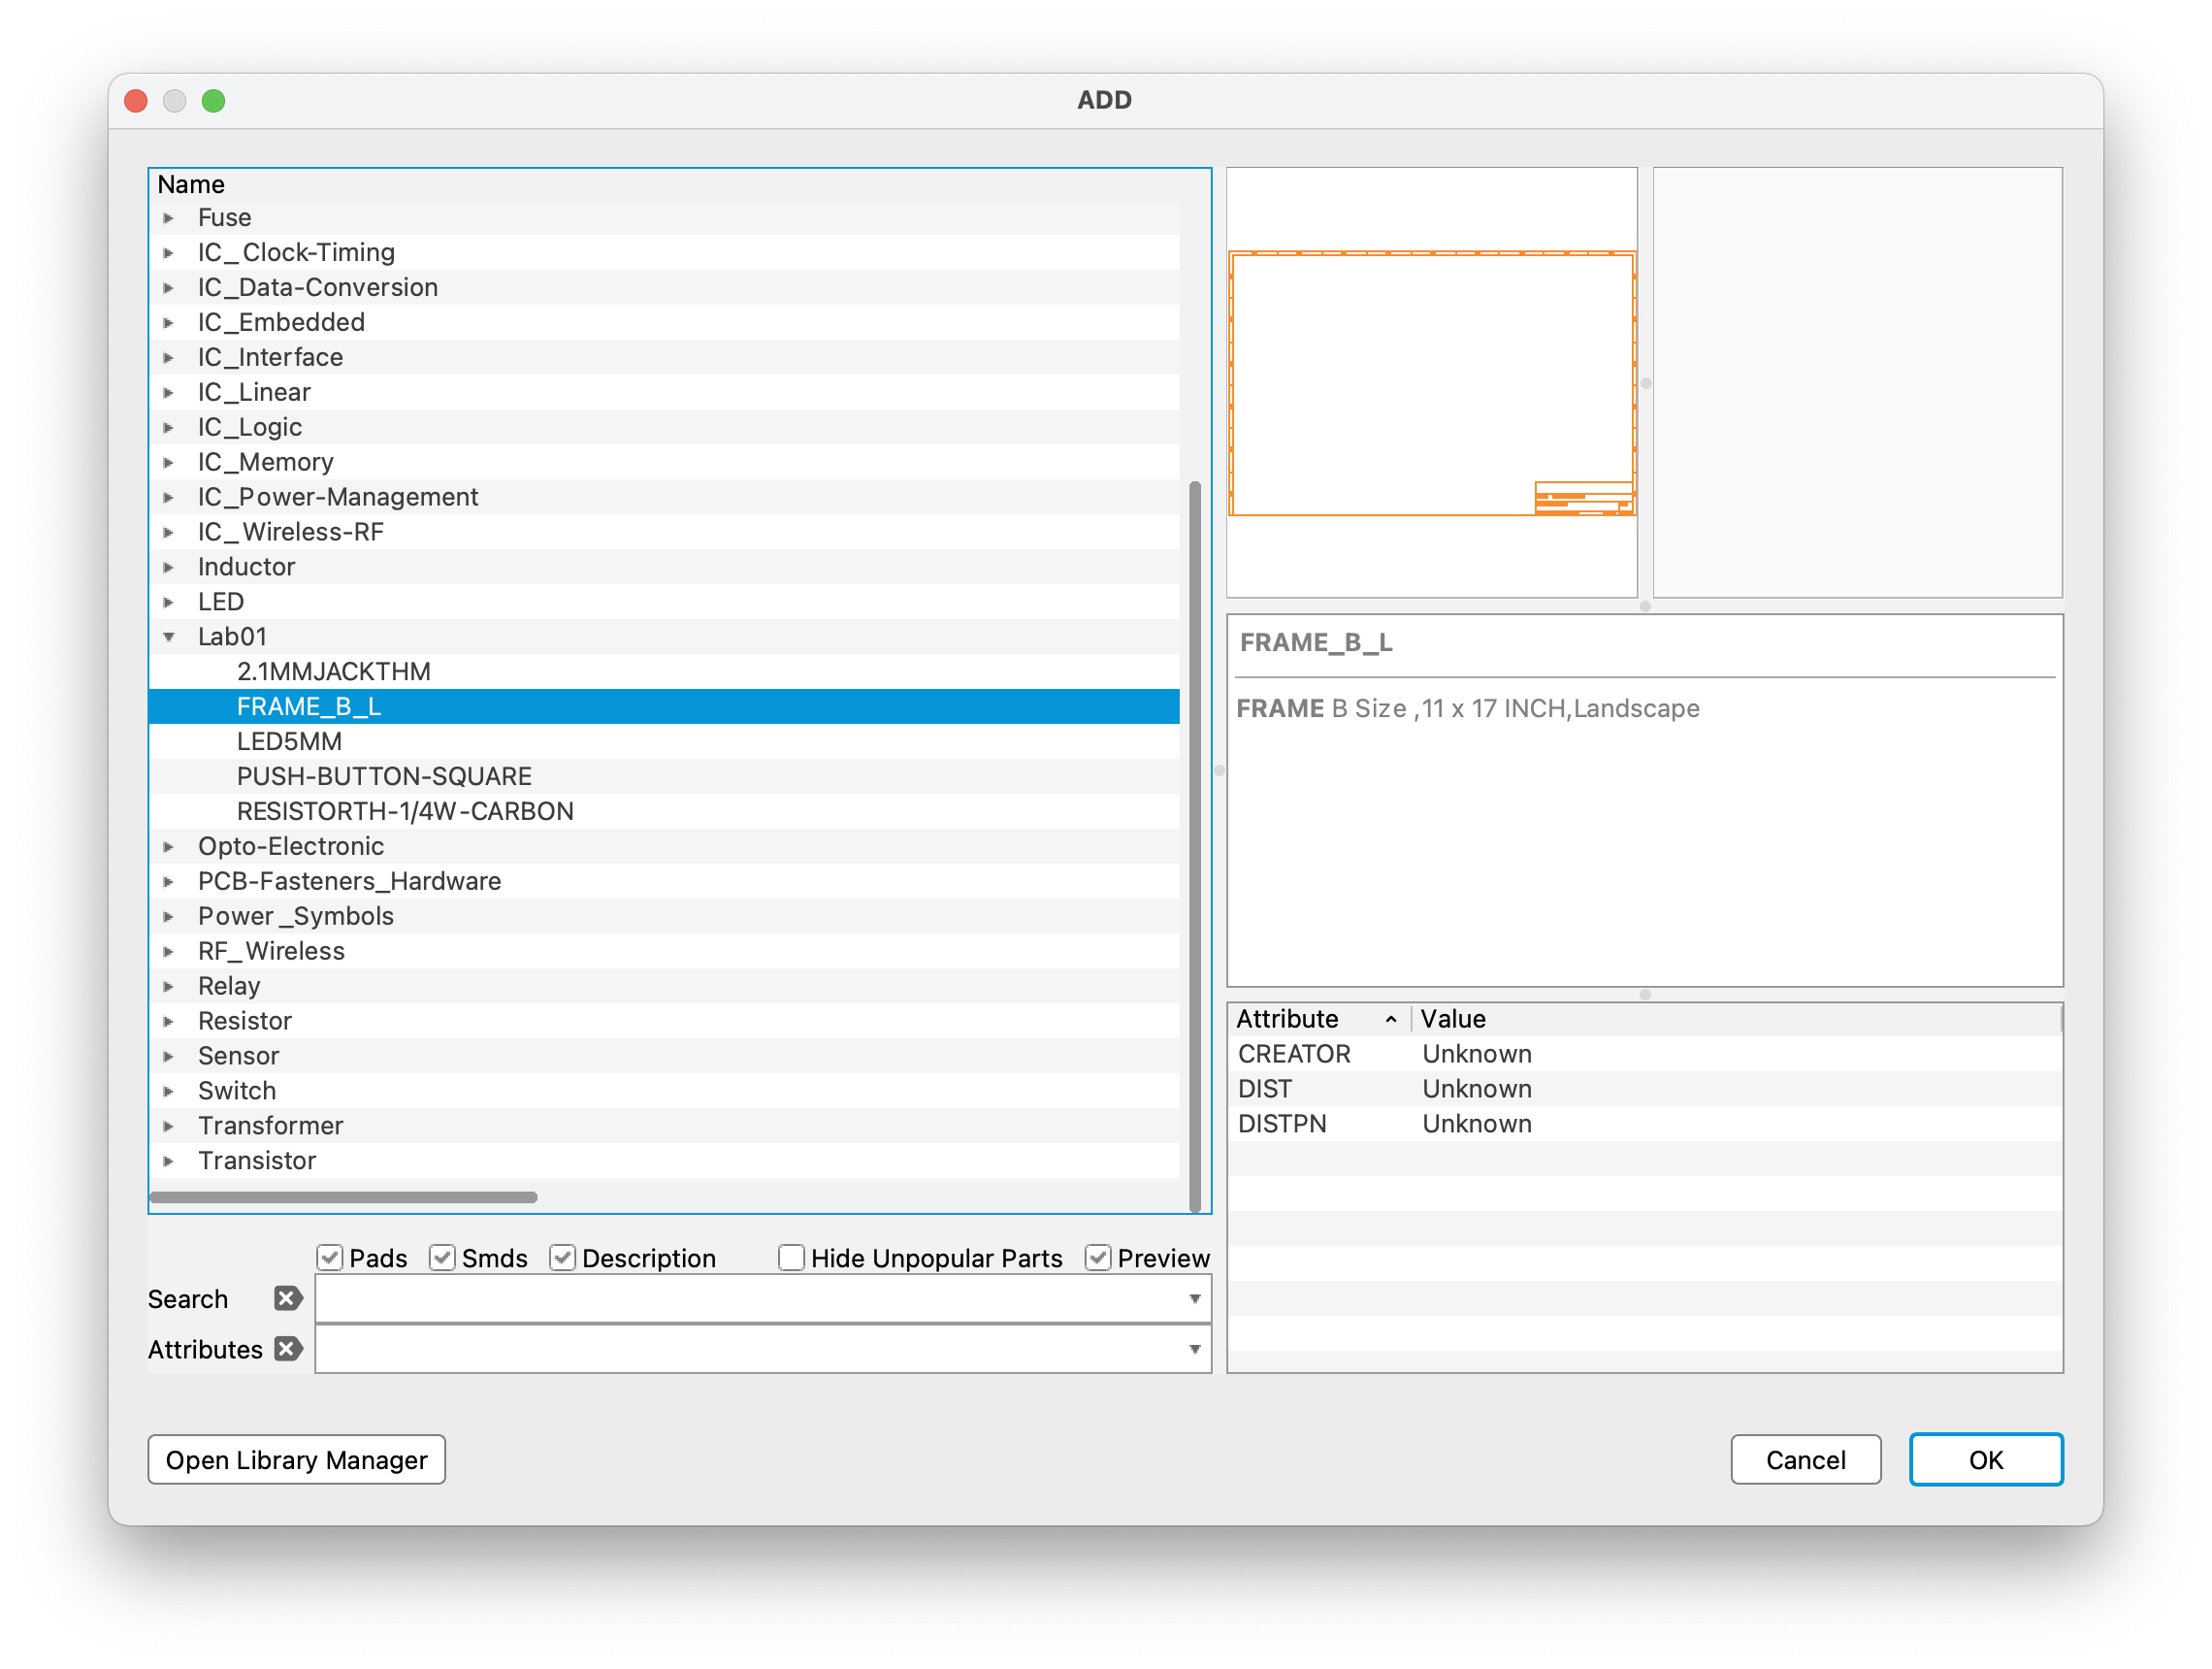 ADD
Name
Fuse
IC_Clock-Timing
IC_Data-Conversion
IC_Embedded
IC_Interface
IC_Linear
IC_Logic
IC_Memory
IC_Power-Management
IC_Wireless-RF
Inductor
LED
Lab01
2.1MMJACKTHM
FRAME_B_L
LED5MM
PUSH-BUTTON-SQUARE
RESISTORTH-1/4W-CARBON
Opto-Electronic
PCB-Fasteners_Hardware
Power_Symbols
RF_Wireless
Relay
Resistor
Sensor
Switch
Transformer
Transistor
Pads Smds Description Hide Unpopular Parts Preview
Search
Attributes
FRAME_B_L
FRAME B Size ,11 x 17 INCH,Landscape
Attribute Value
CREATOR Unknown
DIST Unknown
DISTPN Unknown
Open Library Manager
Cancel
OK